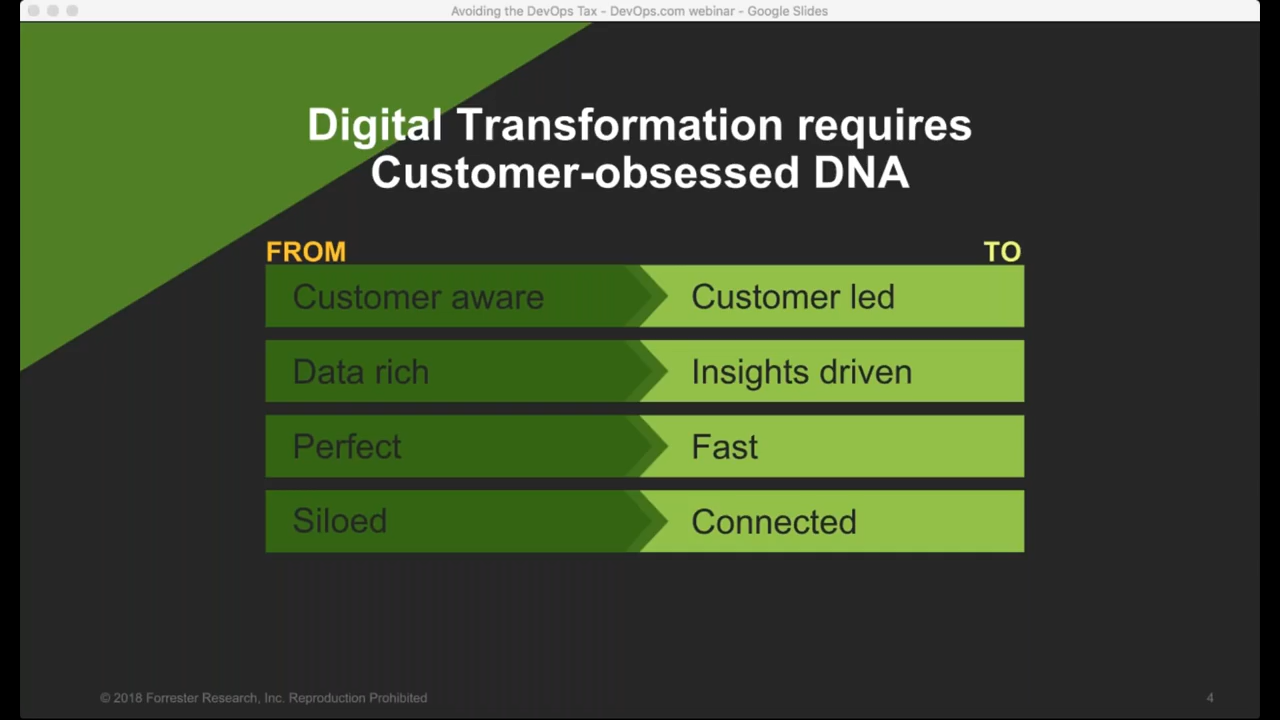 Avoiding the DevOps Tax - DevOps.com webinar - Google Slides
Digital Transformation requires
Customer-obsessed DNA
FROM
TO
Customer aware
Customer led
Data rich
Insights driven
Perfect
Fast
Siloed
Connected
© 2018 Forrester Research, Inc. Reproduction Prohibited
4